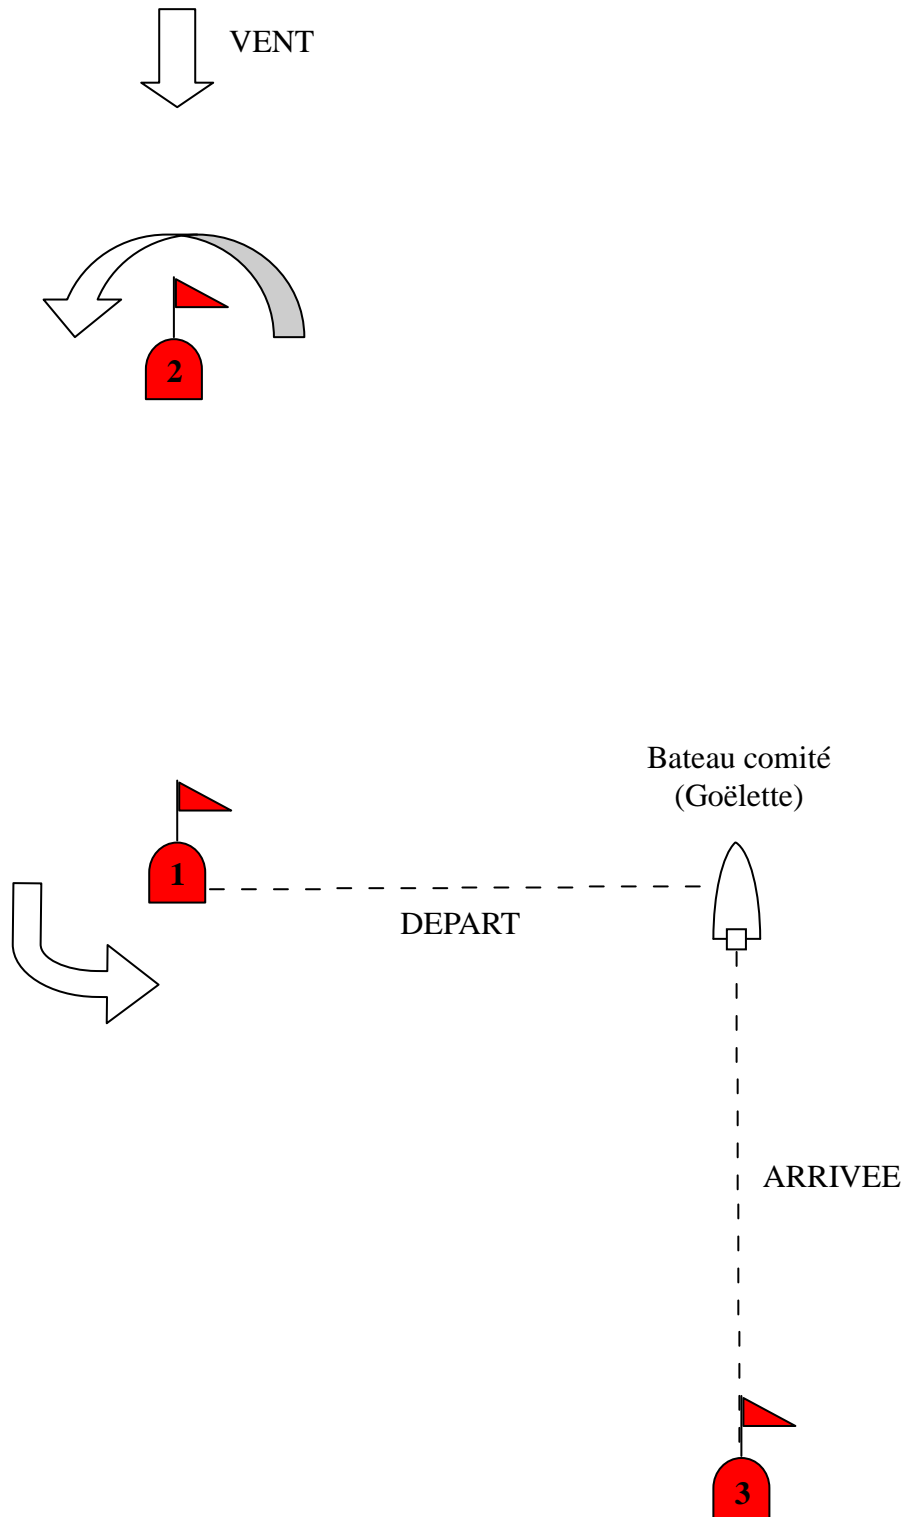 VENT
2
Bateau comité
(Goëlette)
1
DEPART
ARRIVEE
3